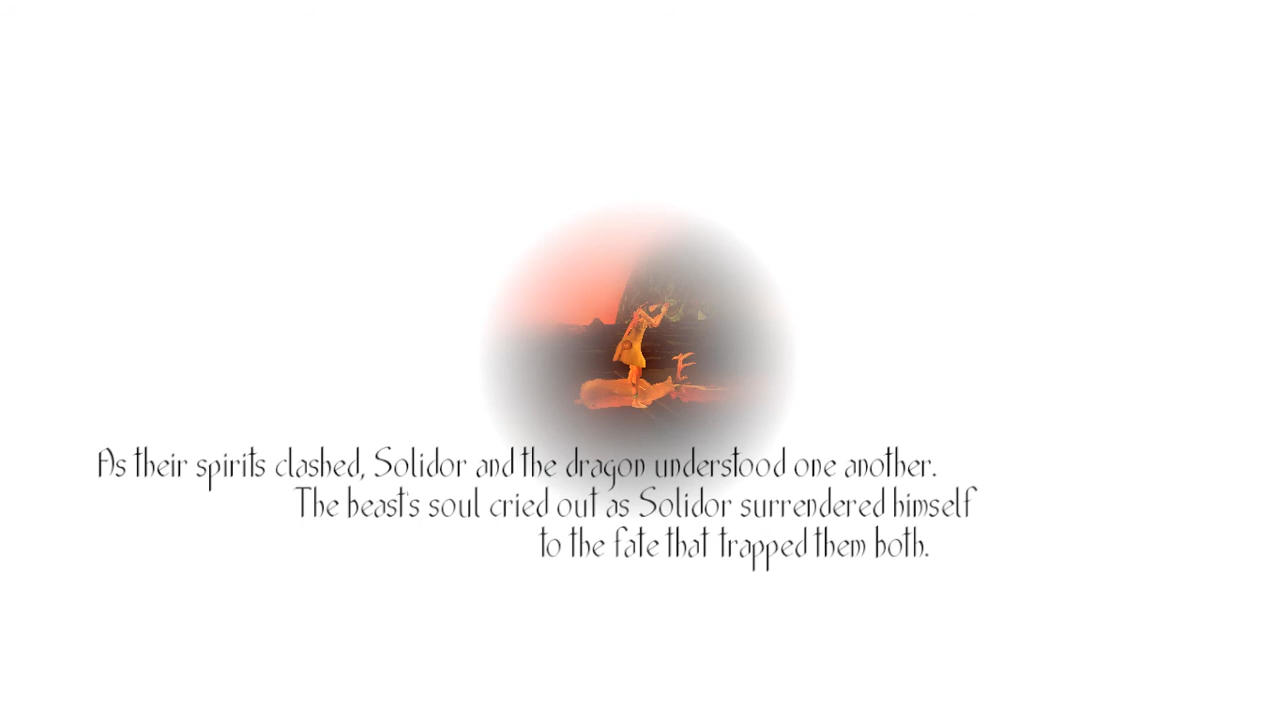 As their spirits clashed, Solidor and the dragon understood one another.
The beast's soul cried out as Solidor surrendered himself
to the fate that trapped them both.